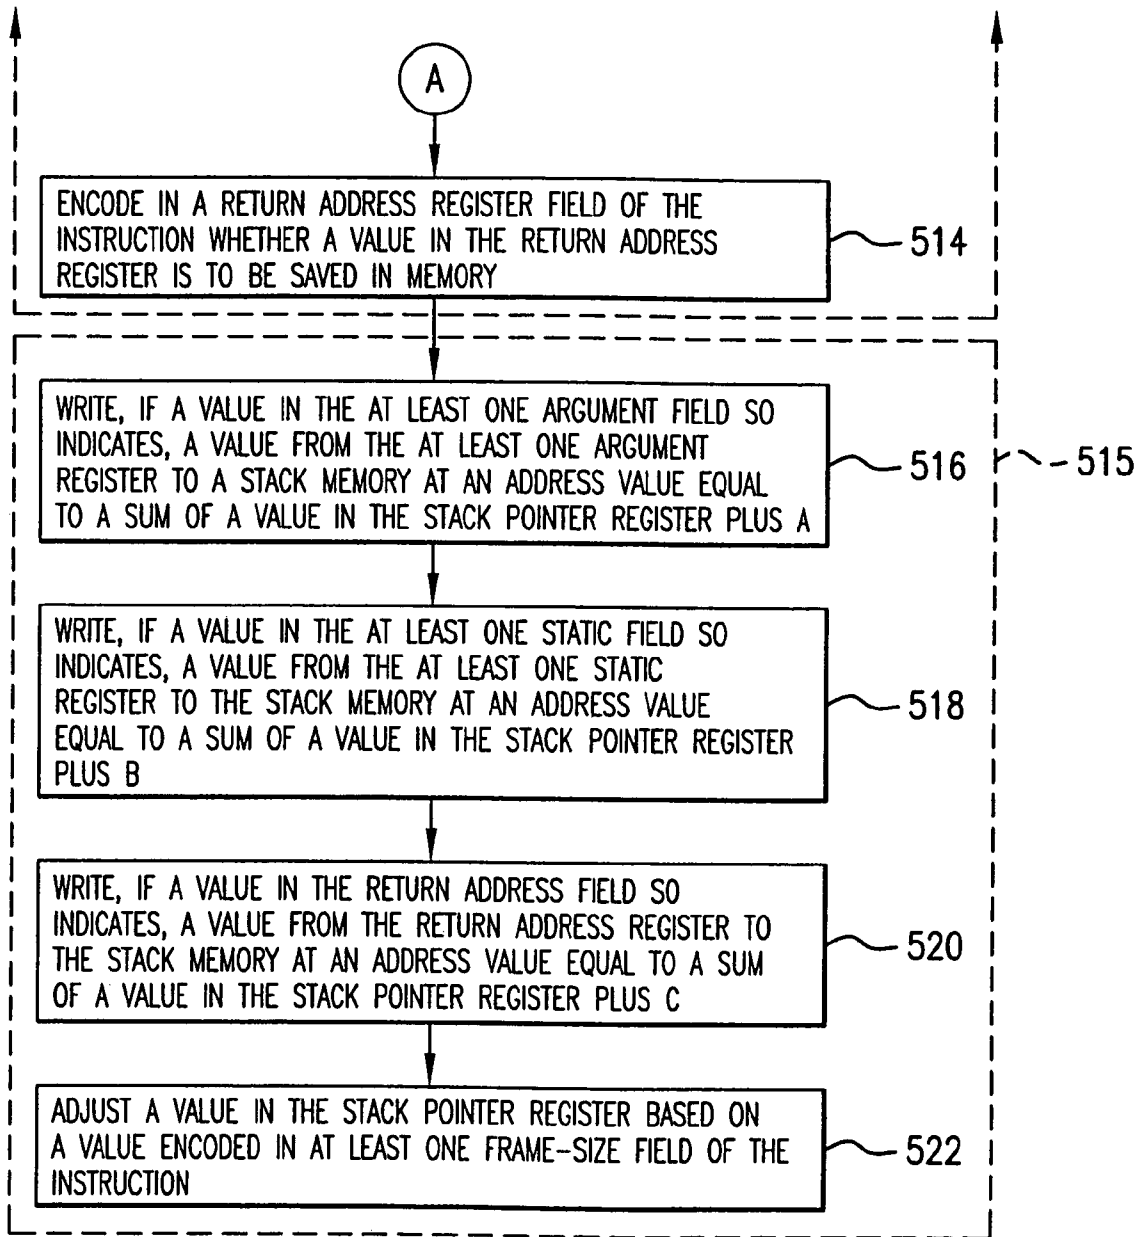 A
ENCODE IN A RETURN ADDRESS REGISTER FIELD OF THE
INSTRUCTION WHETHER A VALUE IN THE RETURN ADDRESS
REGISTER IS TO BE SAVED IN MEMORY
514
WRITE, IF A VALUE IN THE AT LEAST ONE ARGUMENT FIELD SO
INDICATES, A VALUE FROM THE AT LEAST ONE ARGUMENT
REGISTER TO A STACK MEMORY AT AN ADDRESS VALUE EQUAL
TO A SUM OF A VALUE IN THE STACK POINTER REGISTER PLUS A
516
515
WRITE, IF A VALUE IN THE AT LEAST ONE STATIC FIELD SO
INDICATES, A VALUE FROM THE AT LEAST ONE STATIC
REGISTER TO THE STACK MEMORY AT AN ADDRESS VALUE
EQUAL TO A SUM OF A VALUE IN THE STACK POINTER REGISTER
PLUS B
518
WRITE, IF A VALUE IN THE RETURN ADDRESS FIELD SO
INDICATES, A VALUE FROM THE RETURN ADDRESS REGISTER TO
THE STACK MEMORY AT AN ADDRESS VALUE EQUAL TO A SUM
OF A VALUE IN THE STACK POINTER REGISTER PLUS C
520
ADJUST A VALUE IN THE STACK POINTER REGISTER BASED ON
A VALUE ENCODED IN AT LEAST ONE FRAME-SIZE FIELD OF THE
INSTRUCTION
522